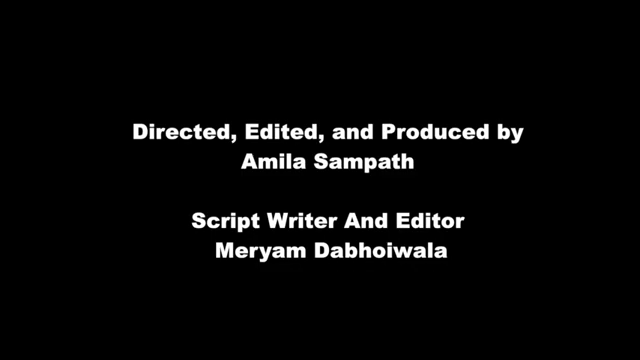 Directed, Edited, and Produced by
Amila Sampath
Script Writer And Editor
Meryam Dabhoiwala